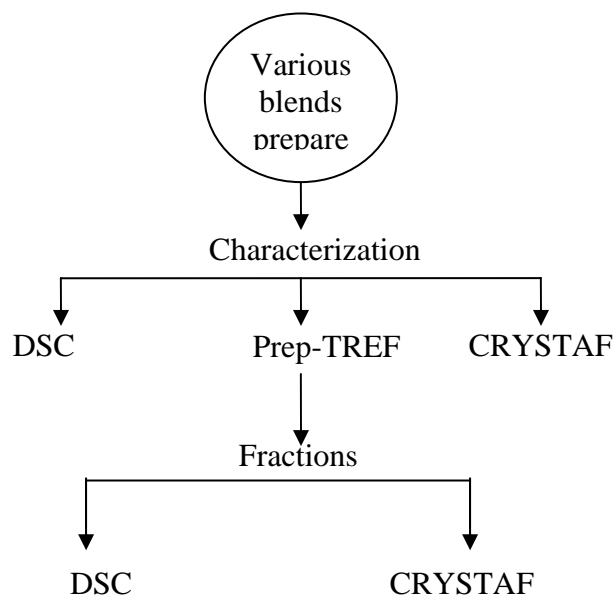 Various
blends
prepare
Characterization
DSC Prep-TREF CRYSTAF
Fractions
DSC CRYSTAF